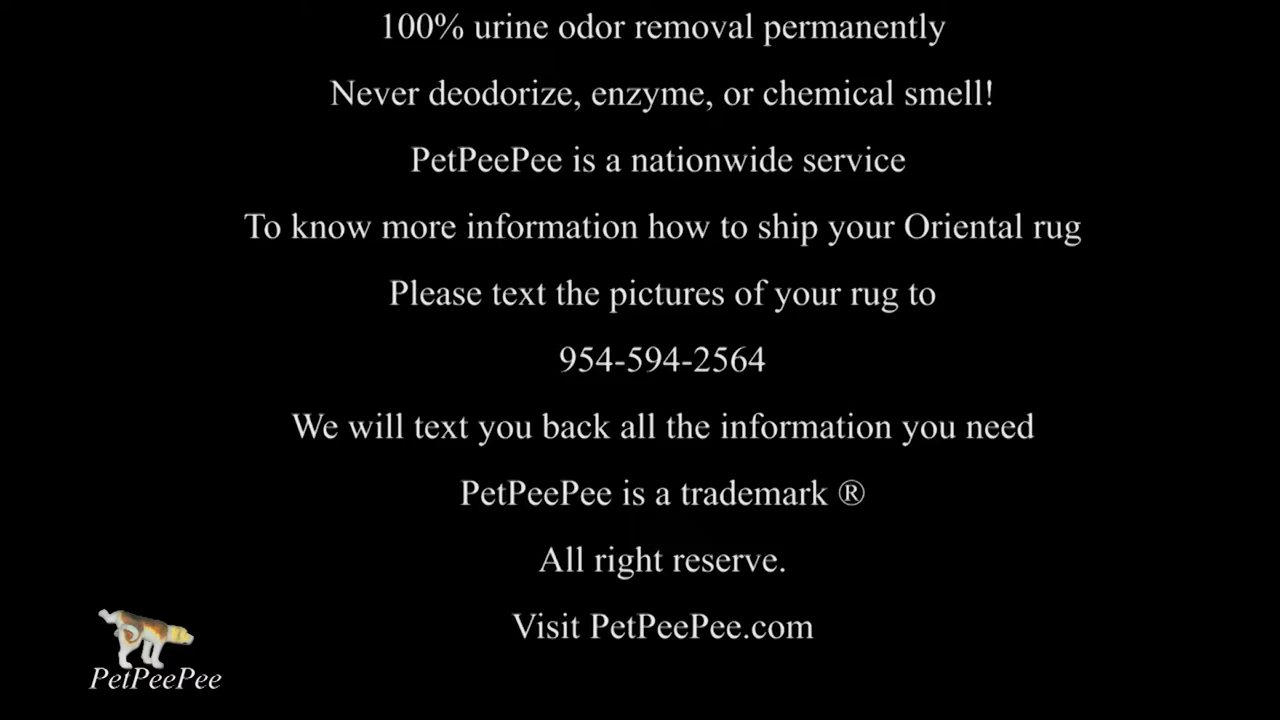 100% urine odor removal permanently
Never deodorize, enzyme, or chemical smell!
PetPeePee is a nationwide service
To know more information how to ship your Oriental rug
Please text the pictures of your rug to
954-594-2564
We will text you back all the information you need
PetPeePee is a trademark ®
All right reserve.
Visit PetPeePee.com
PetPeePee